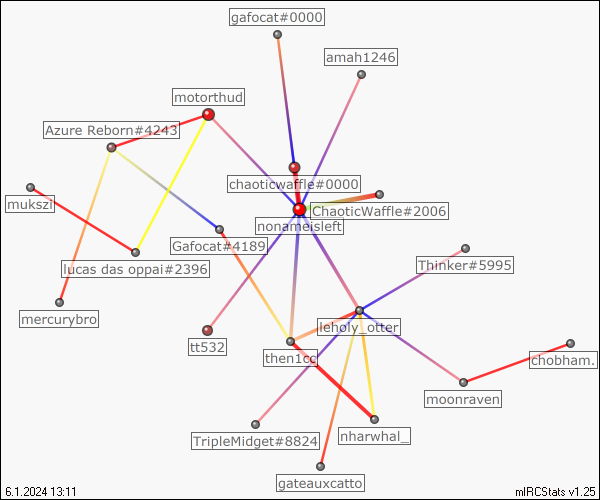 gafocat#0000
amah1246
motorthud
Azure Reborn#4243
chaoticwaffle#0000
mukszi
ChaoticWaffle#2006
nonameisleft
Gafocat#4189
Thinker#5995
lucas das oppai#2396
mercurybro
leholy_otter
tt532
then1cc
chobham.
moonraven
TripleMidget#8824
nharwhal_
gateauxcatto
6.1.2024 13:11
mIRCStats v1.25